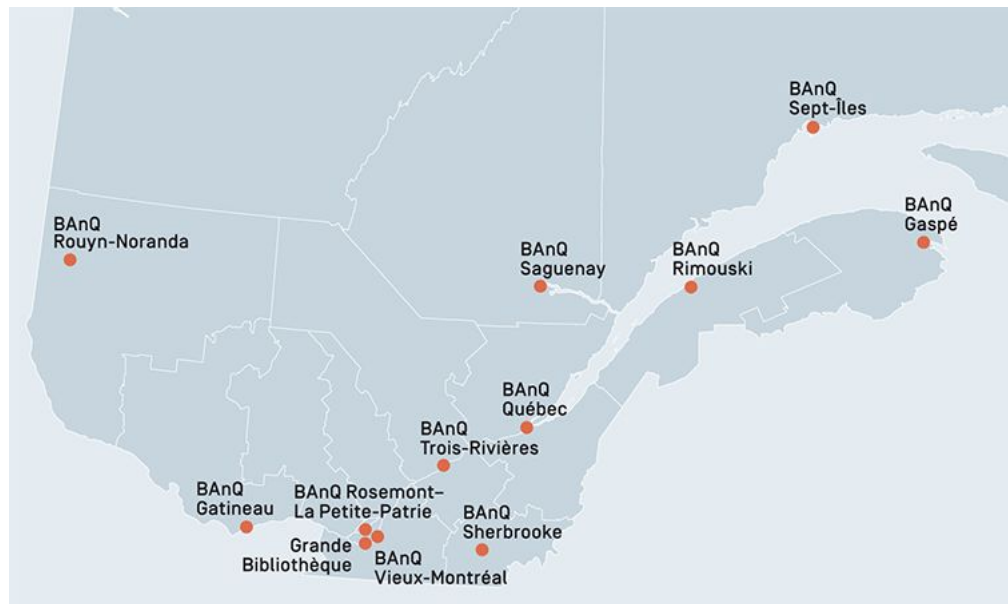 BAnQ
Sept-Îles
BAnQ
Rouyn-Noranda
BAnQ
Gaspé
BAnQ
Saguenay
BAnQ
Rimouski
BAnQ
Québec
BAnQ
Trois-Rivières
BAnQ
Gatineau
BAnQ Rosemont–
La Petite-Patrie
Grande
Bibliothèque
BAnQ
Vieux-Montréal
BAnQ
Sherbrooke